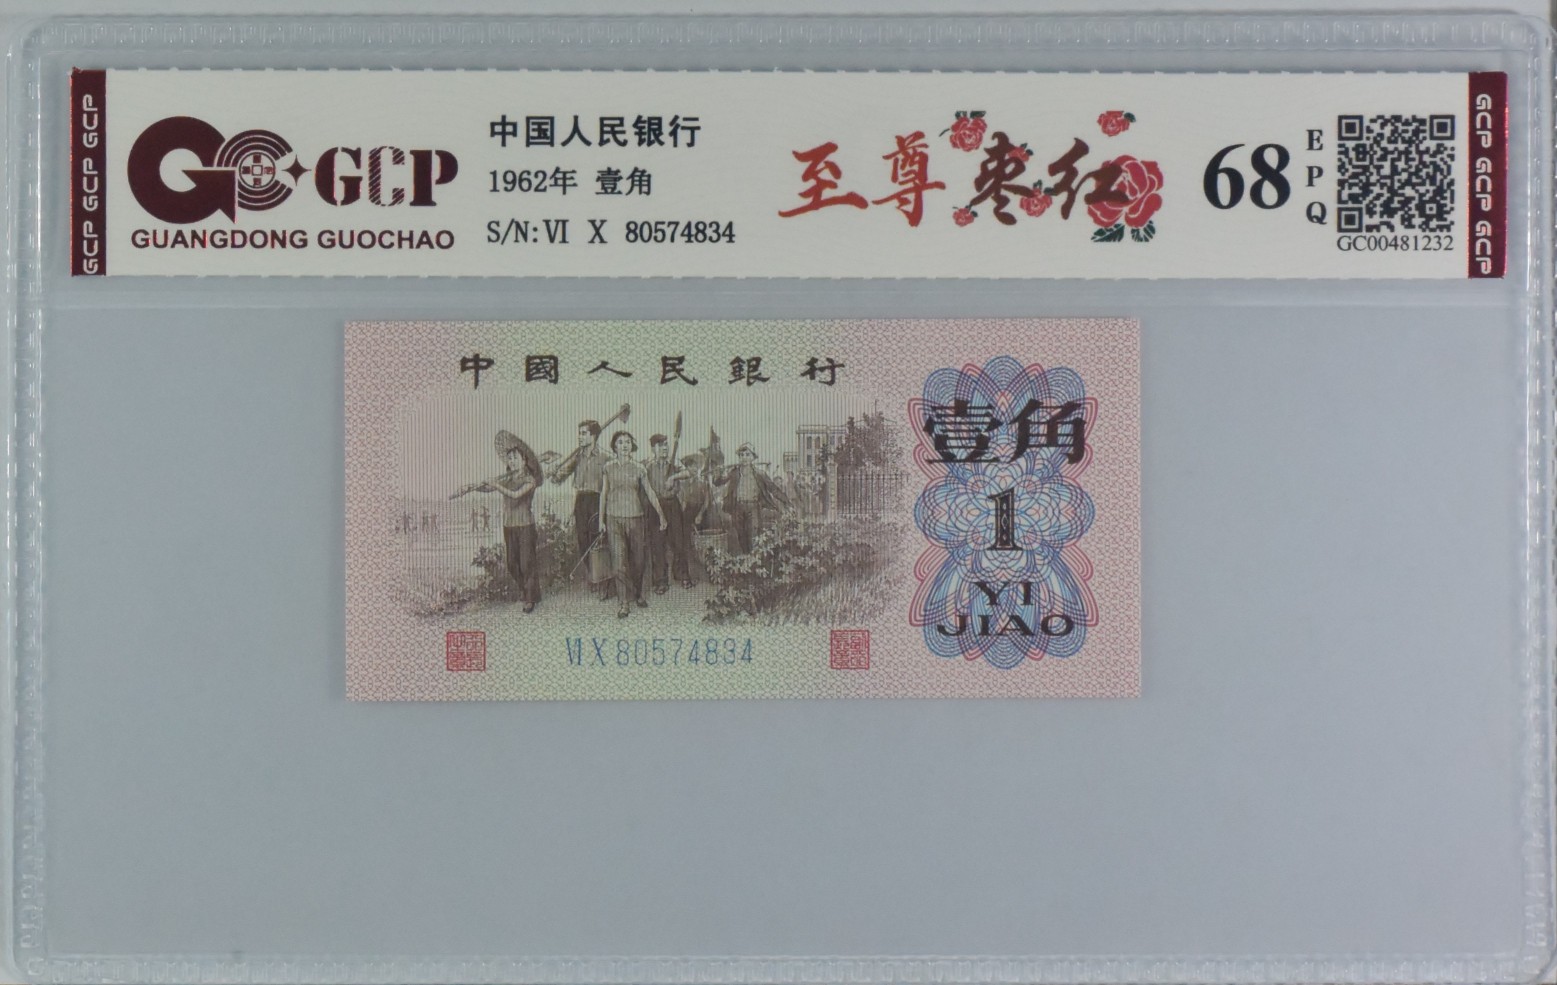 GCP GCP GCP
GCP
GUANGDONG GUOCHAO
中国人民银行
1962年 壹角
S/N:Ⅵ X 80574834
至尊枣红
68
EPQ
GC00481232
GCP GCP GCP
中國人民銀行
壹角
1
YI
JIAO
ⅥX80574834